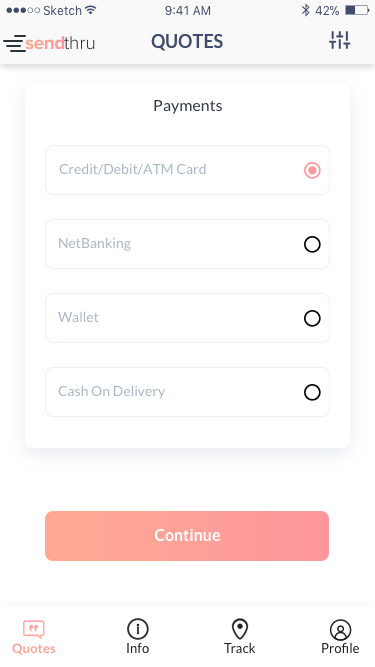 Sketch 9:41 AM 42%
sendthru QUOTES
Payments
Credit/Debit/ATM Card
NetBanking
Wallet
Cash On Delivery
Continue
Quotes Info Track Profile